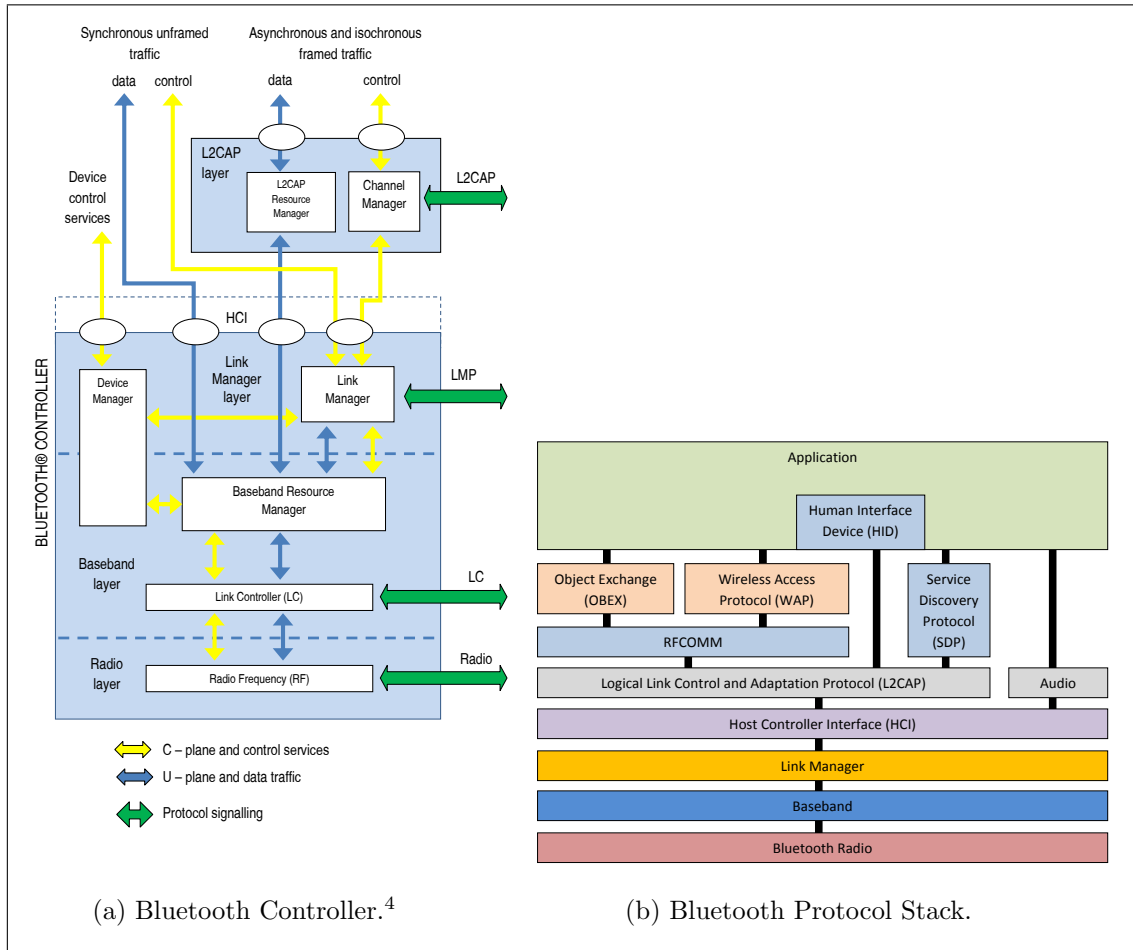 Synchronous unframed
traffic
data control
Asynchronous and isochronous
framed traffic
data control
Device
control
services
L2CAP
layer
L2CAP
Resource
Manager
Channel
Manager
L2CAP
HCI
BLUETOOTH® CONTROLLER
Device
Manager
Link
Manager
layer
Link
Manager
LMP
Baseband Resource
Manager
Baseband
layer
Link Controller (LC)
LC
Radio
layer
Radio Frequency (RF)
Radio
C – plane and control services
U – plane and data traffic
Protocol signalling
(a) Bluetooth Controller.4
Application
Human Interface
Device (HID)
Object Exchange
(OBEX)
Wireless Access
Protocol (WAP)
Service
Discovery
Protocol
(SDP)
RFCOMM
Logical Link Control and Adaptation Protocol (L2CAP)
Audio
Host Controller Interface (HCI)
Link Manager
Baseband
Bluetooth Radio
(b) Bluetooth Protocol Stack.